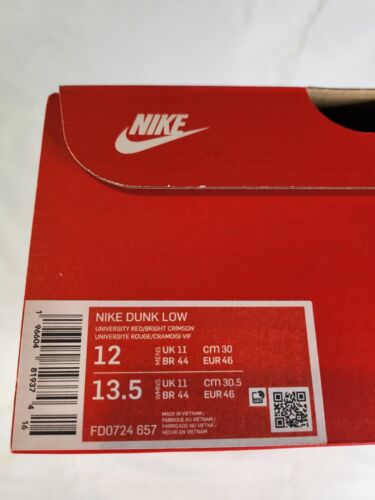 NIKE
NIKE DUNK LOW
UNIVERSITY RED/BRIGHT CRIMSON
UNIVERSITE ROUGE/CRAMOISI VIF
12 MENS UK 11 CM 30
BR 44 EUR 46
13.5 WMNS UK 11 CM 30.5
BR 44 EUR 46
MADE IN VIETNAM/
FABRIQUE AU VIETNAM/
FABRICADO NO VIETNÃ/
HECHO EN VIETNAM
FD0724 657
1 96604 81937 4
16